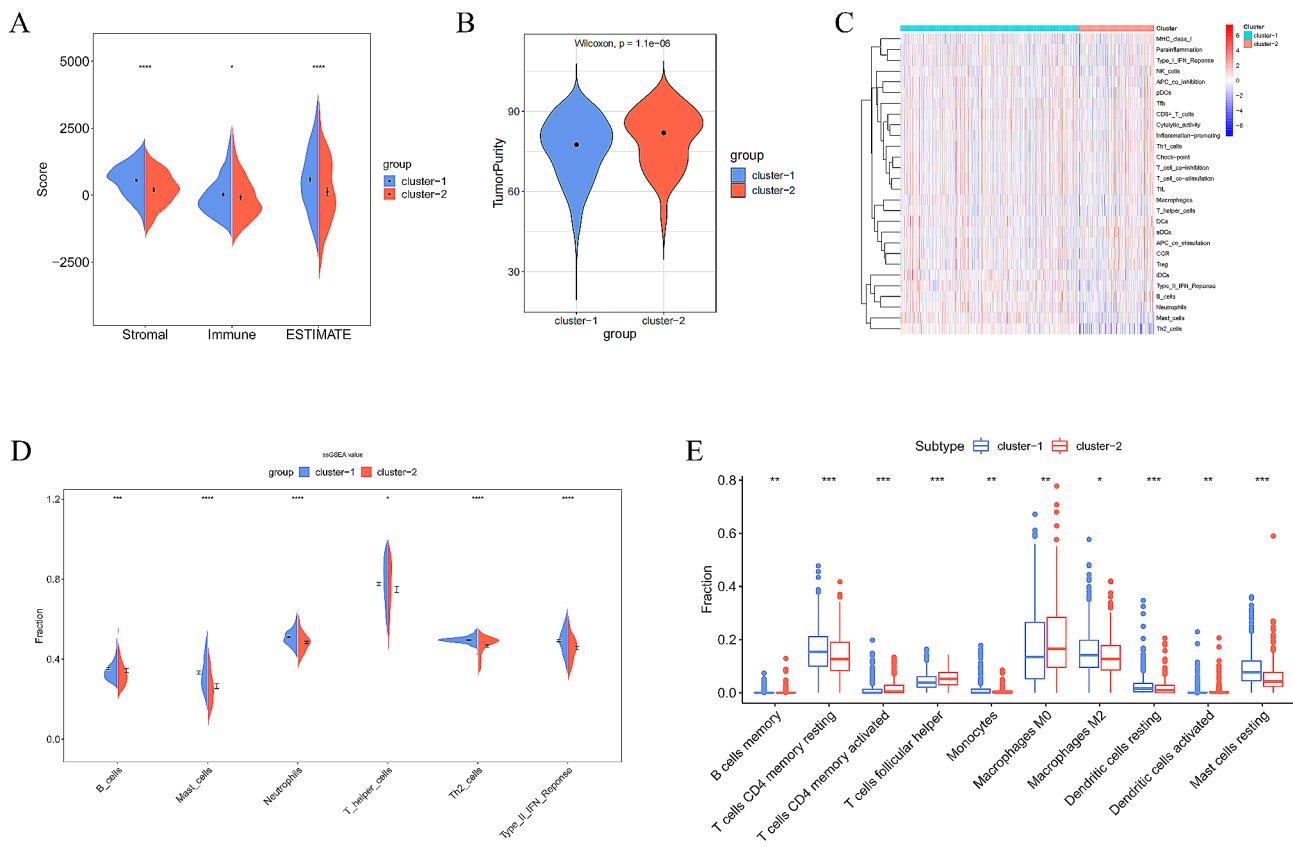 A
5000
2500
0
−2500
Score
****
*
****
Stromal
Immune
ESTIMATE
group
cluster−1
cluster−2
B
Wilcoxon, p = 1.1e−06
90
60
30
TumorPurity
cluster−1
cluster−2
group
group
cluster−1
cluster−2
C
Cluster
MHC_class_I
Parainflammation
Type_I_IFN_Reponse
NK_cells
APC_co_inhibition
pDCs
Tfh
CD8+_T_cells
Cytolytic_activity
Inflammation−promoting
Th1_cells
Check−point
T_cell_co−inhibition
T_cell_co−stimulation
TIL
Macrophages
T_helper_cells
DCs
aDCs
APC_co_stimulation
CCR
Treg
iDCs
Type_II_IFN_Reponse
B_cells
Neutrophils
Mast_cells
Th2_cells
6
4
2
0
−2
−4
−6
Cluster
cluster−1
cluster−2
D
ssGSEA value
group
cluster−1
cluster−2
1.2
0.8
0.4
0.0
Fraction
***
****
****
*
****
****
B_cells
Mast_cells
Neutrophils
T_helper_cells
Th2_cells
Type_II_IFN_Reponse
E
Subtype
cluster−1
cluster−2
0.8
0.6
0.4
0.2
0.0
Fraction
**
***
***
***
**
**
*
***
**
***
B cells memory
T cells CD4 memory resting
T cells CD4 memory activated
T cells follicular helper
Monocytes
Macrophages M0
Macrophages M2
Dendritic cells resting
Dendritic cells activated
Mast cells resting